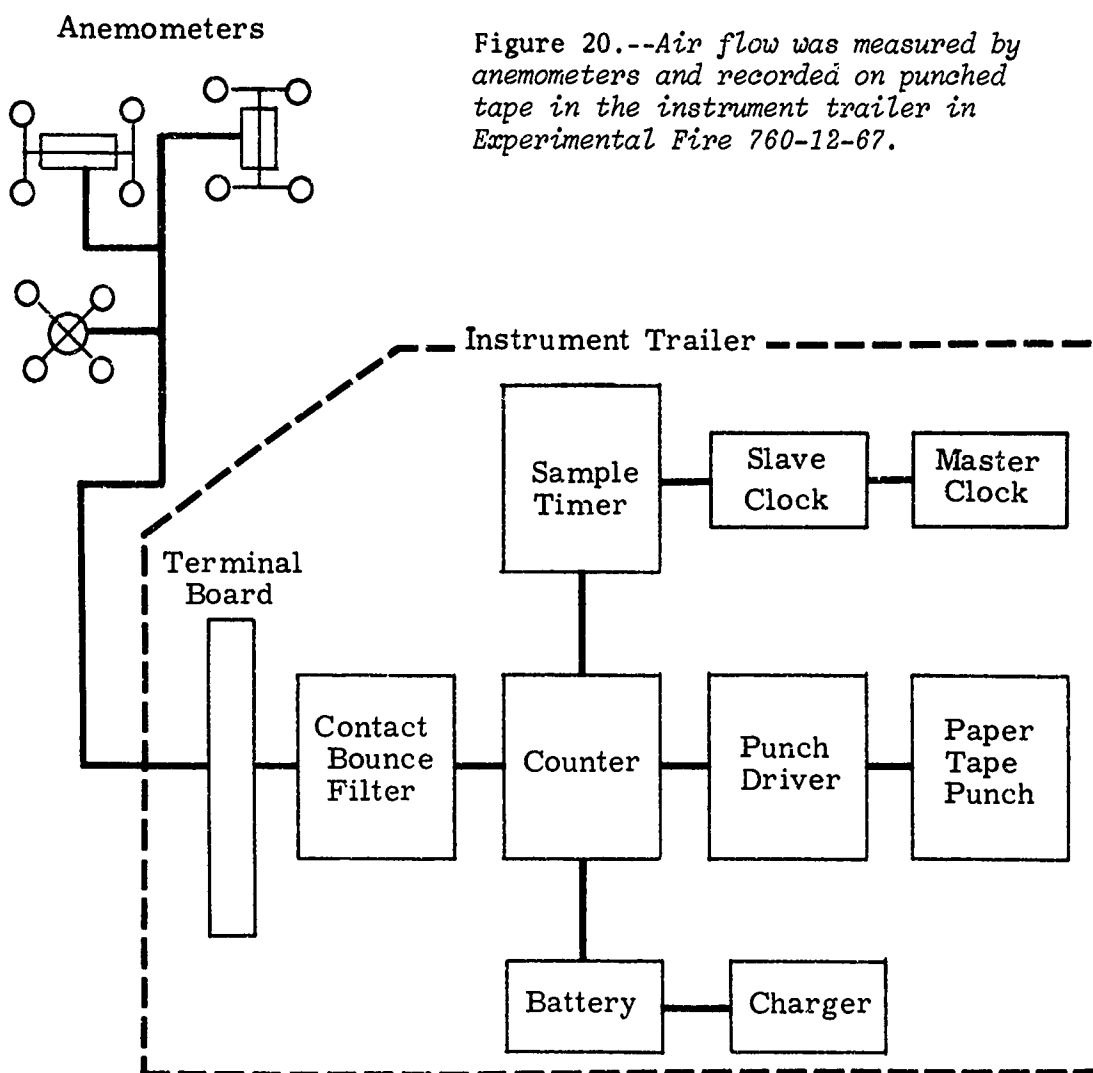 Anemometers
Figure 20.--Air flow was measured by
anemometers and recorded on punched
tape in the instrument trailer in
Experimental Fire 760-12-67.
Instrument Trailer
Sample
Timer
Slave
Clock
Master
Clock
Terminal
Board
Contact
Bounce
Filter
Counter
Punch
Driver
Paper
Tape
Punch
Battery
Charger